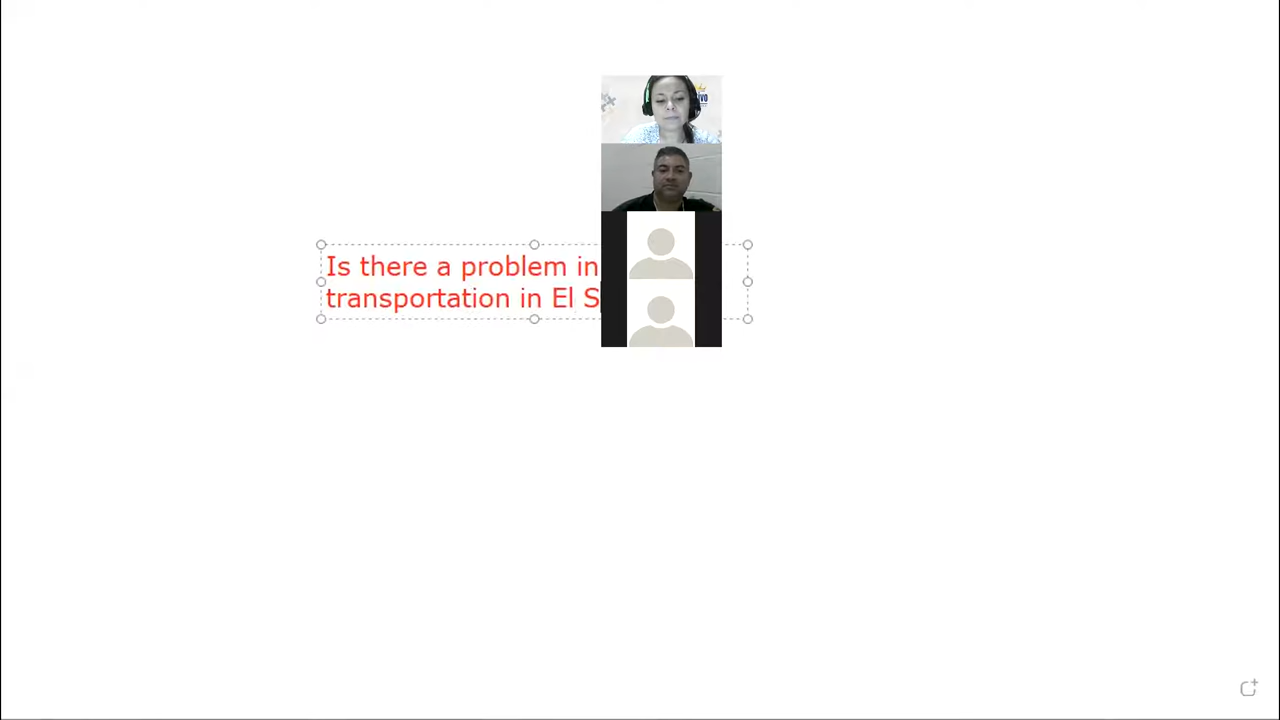 Is there a problem in
transportation in El S